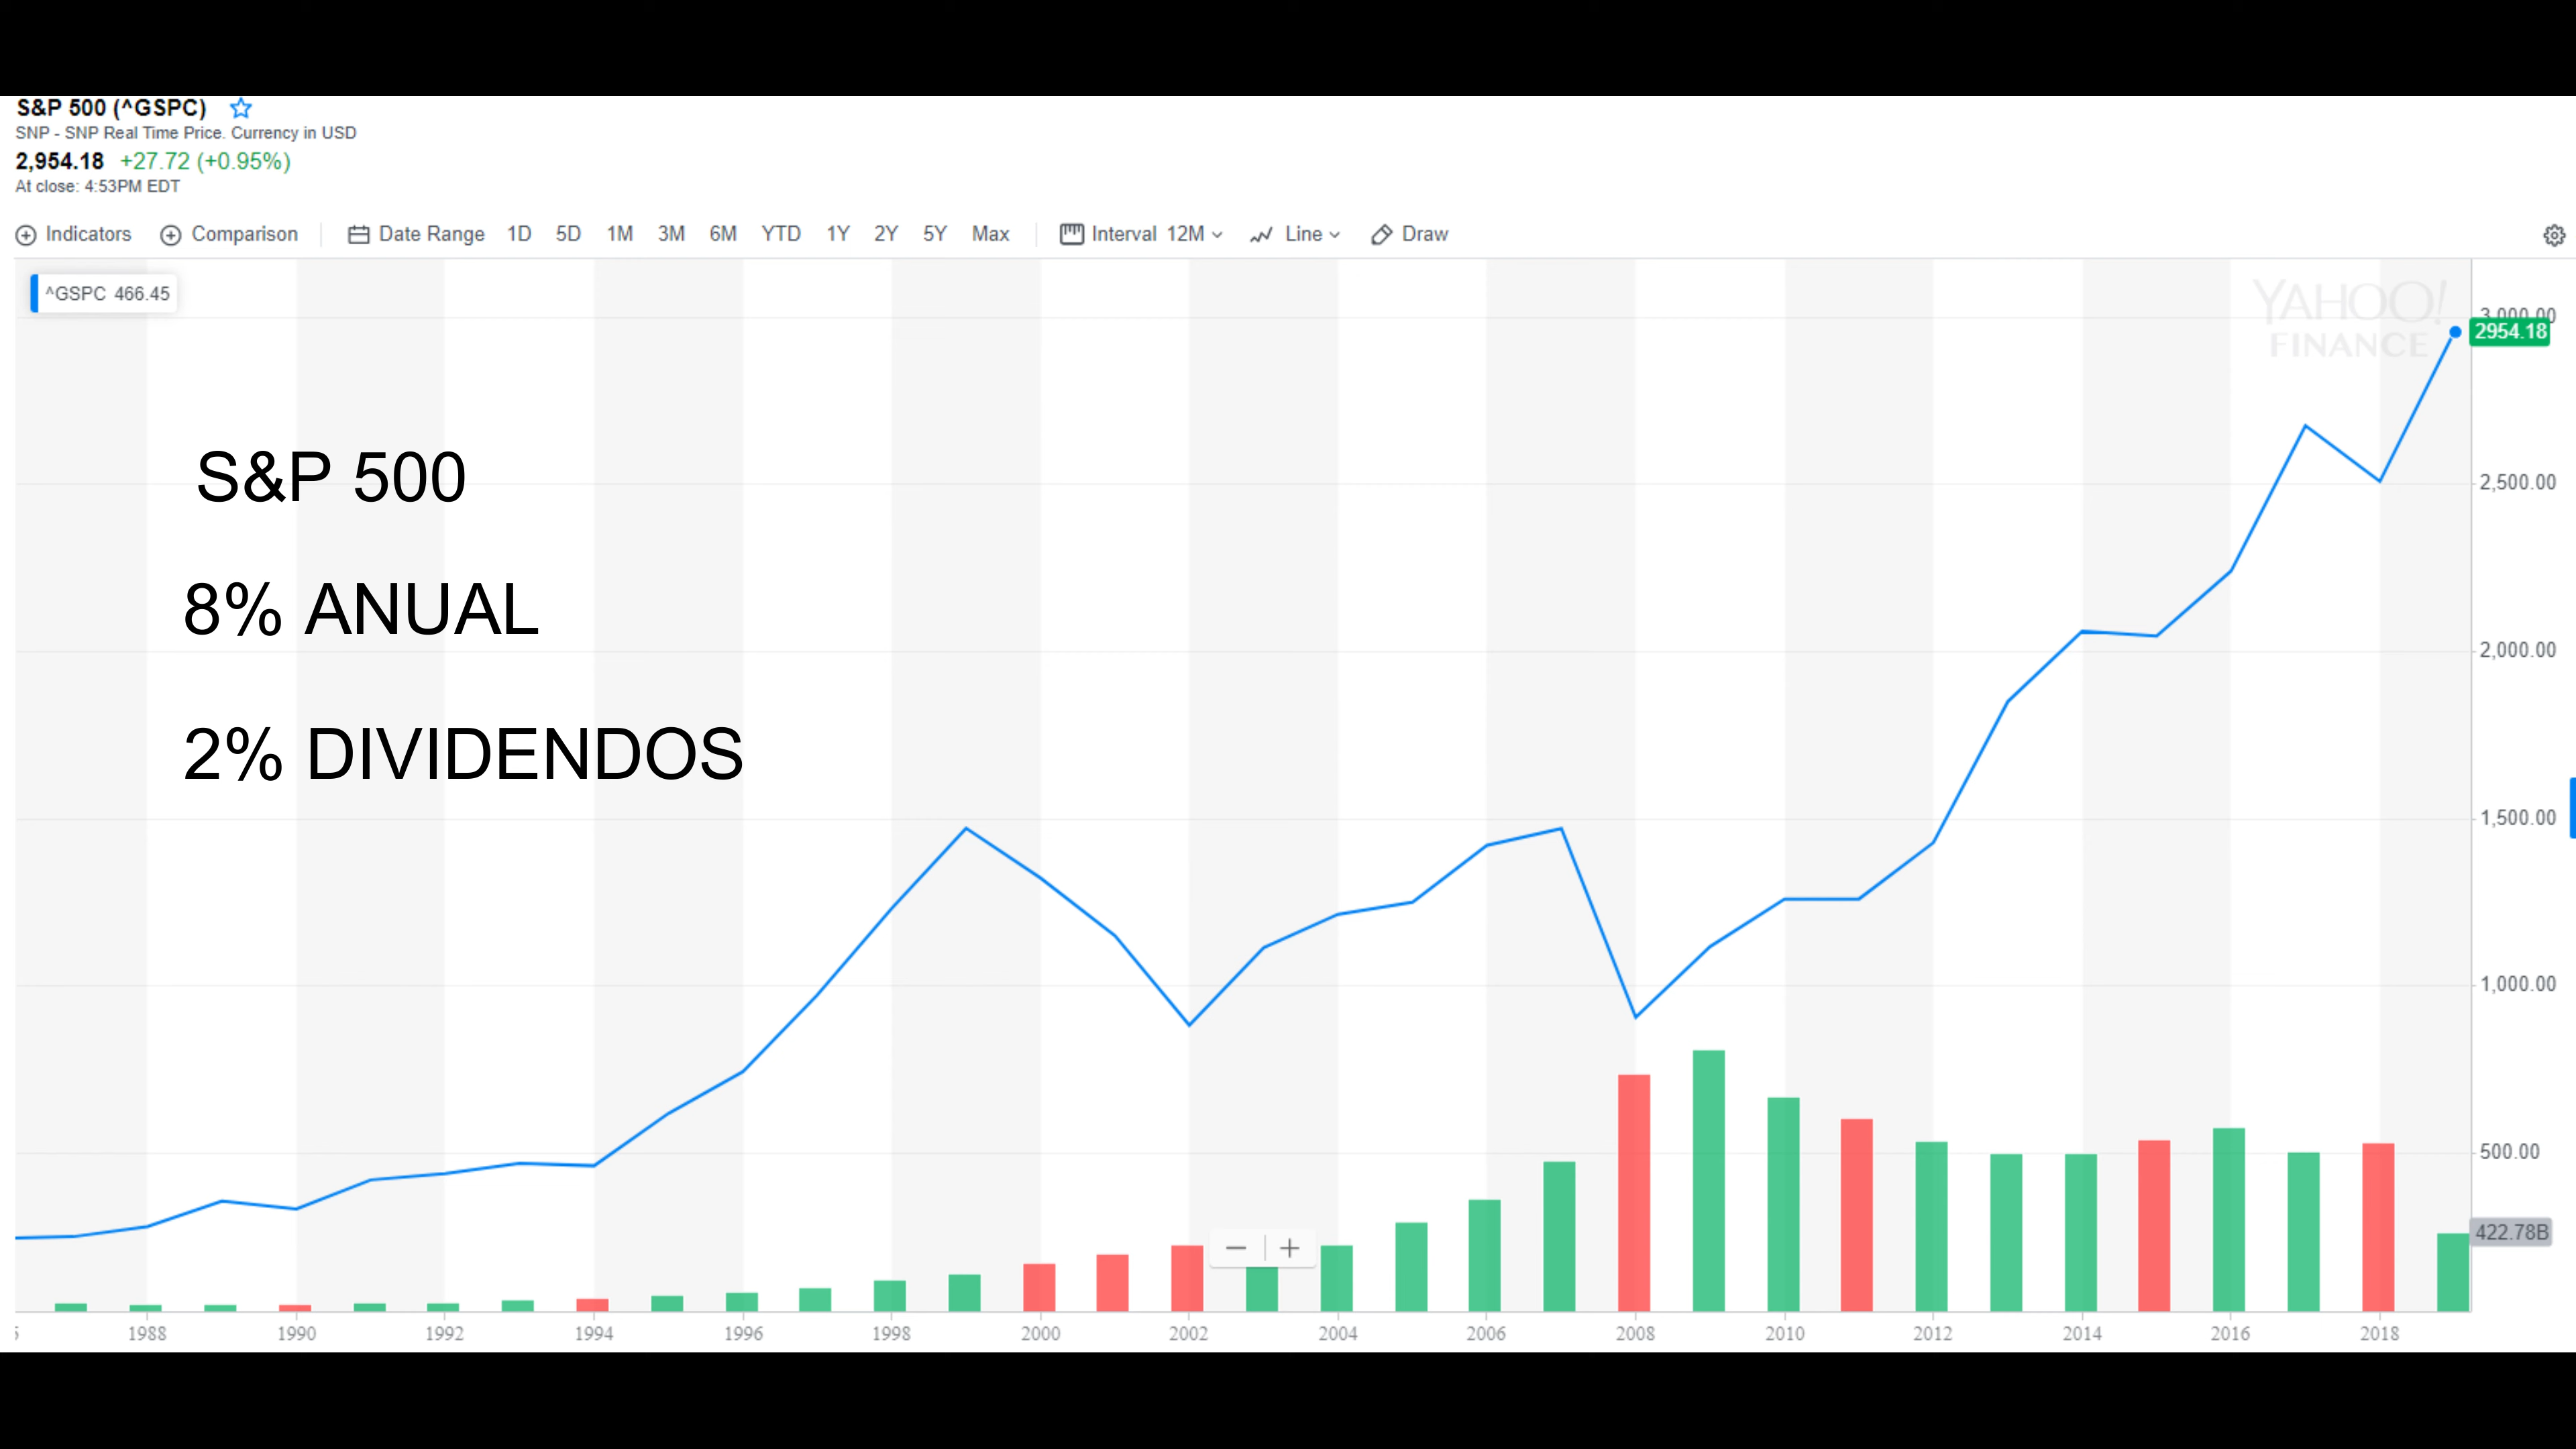 S&P 500 (^GSPC)
SNP - SNP Real Time Price. Currency in USD
2,954.18 +27.72 (+0.95%)
At close: 4:53PM EDT
Indicators Comparison Date Range 1D 5D 1M 3M 6M YTD 1Y 2Y 5Y Max Interval 12M Line Draw
^GSPC 466.45
YAHOO!
FINANCE
3,000.00
2954.18
S&P 500
2,500.00
8% ANUAL
2,000.00
2% DIVIDENDOS
1,500.00
1,000.00
500.00
422.78B
1988 1990 1992 1994 1996 1998 2000 2002 2004 2006 2008 2010 2012 2014 2016 2018